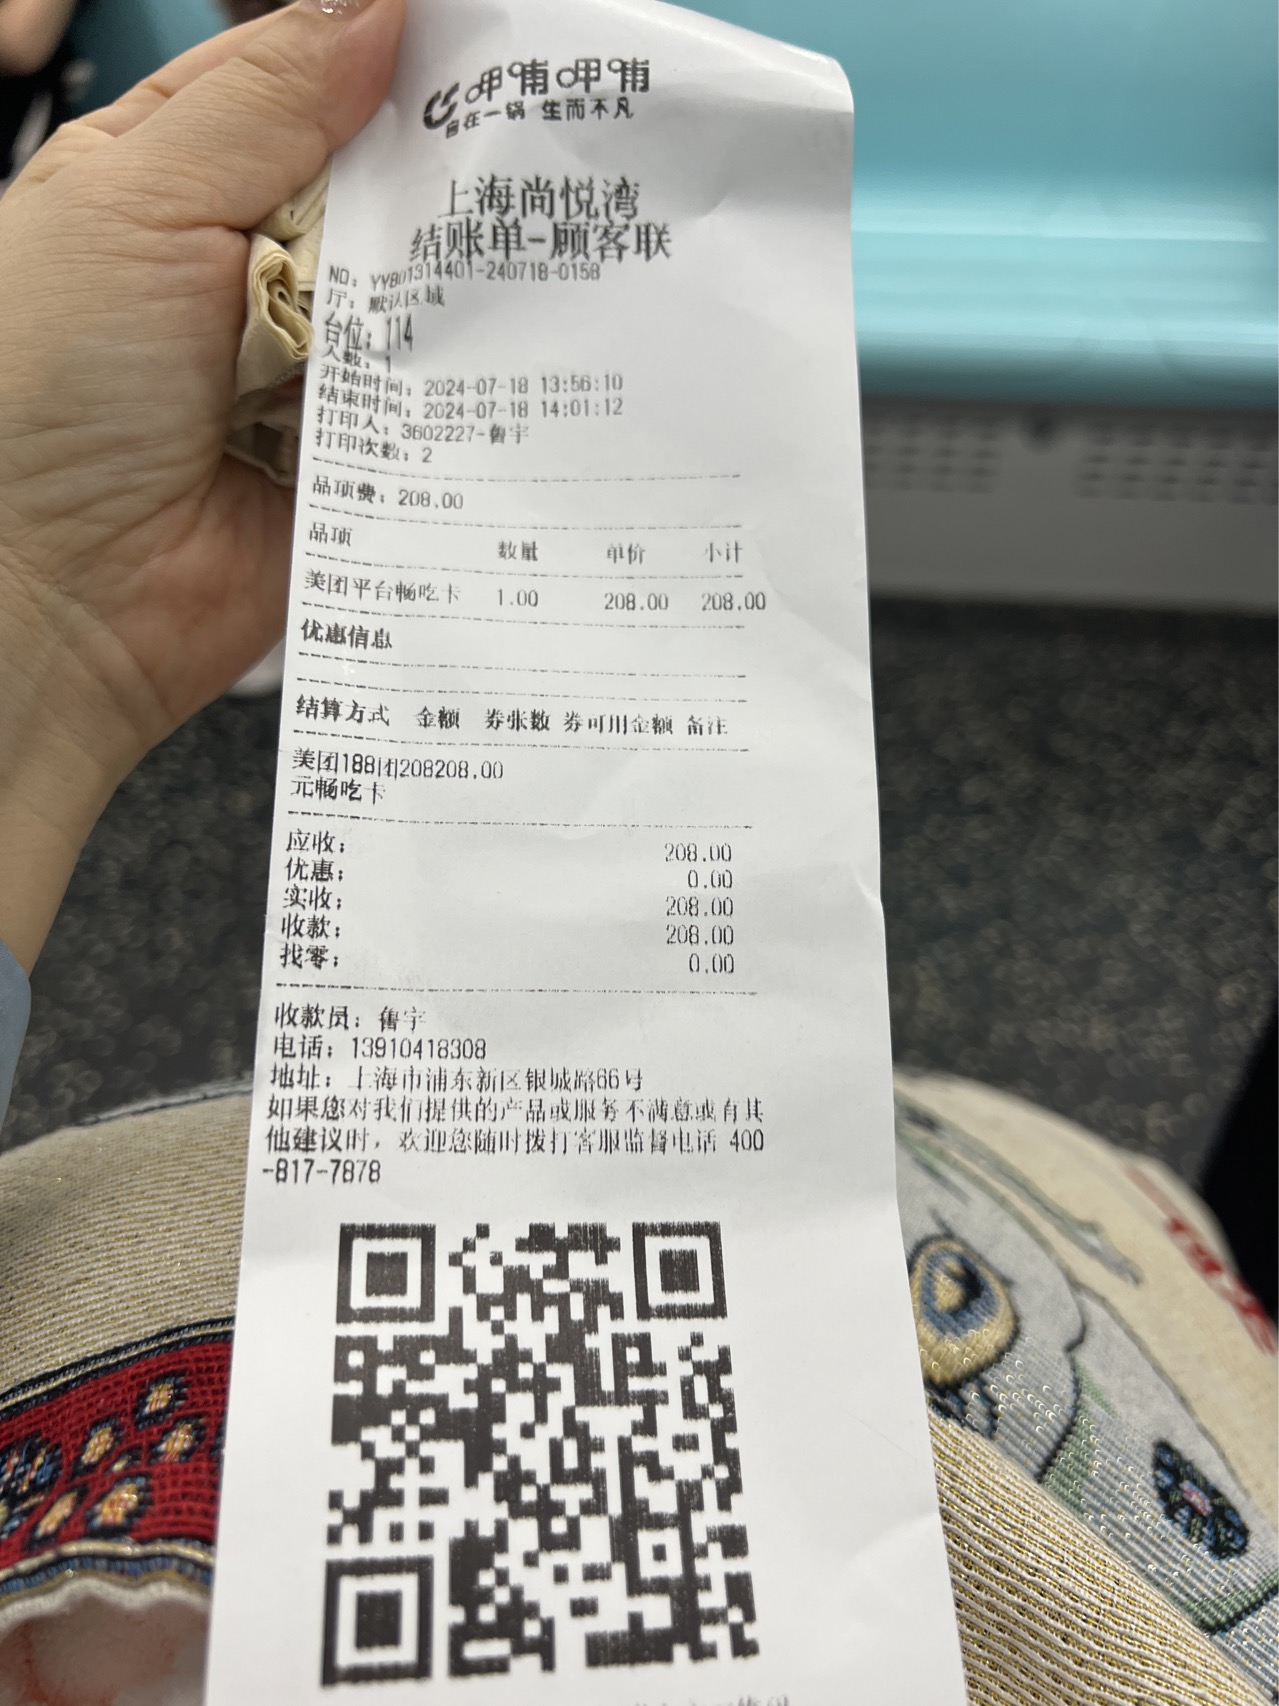 呷哺呷哺
自在一锅 生而不凡
上海尚悦湾
结账单-顾客联
NO: YYB01314401-240718-0158
厅: 默认区域
台位: 114
人数: 1
开始时间: 2024-07-18 13:56:10
结束时间: 2024-07-18 14:01:12
打印人: 3602227-鲁宇
打印次数: 2
品项费: 208.00
品项 数量 单价 小计
美团平台畅吃卡 1.00 208.00 208.00
优惠信息
结算方式 金额 券张数 券可用金额 备注
美团188团208208.00
元畅吃卡
应收: 208.00
优惠: 0.00
实收: 208.00
收款: 208.00
找零: 0.00
收款员: 鲁宇
电话: 13910418308
地址: 上海市浦东新区银城路66号
如果您对我们提供的产品或服务不满意或有其
他建议时, 欢迎您随时拨打客服监督电话 400
-817-7878